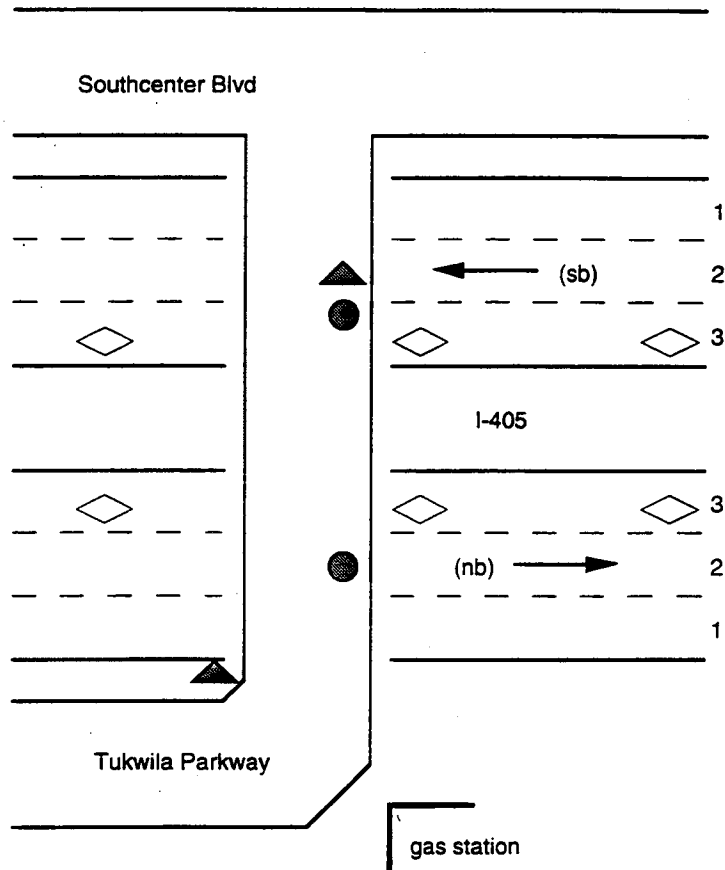 Southcenter Blvd
1
(sb)
2
3
I-405
3
(nb)
2
1
Tukwila Parkway
gas station